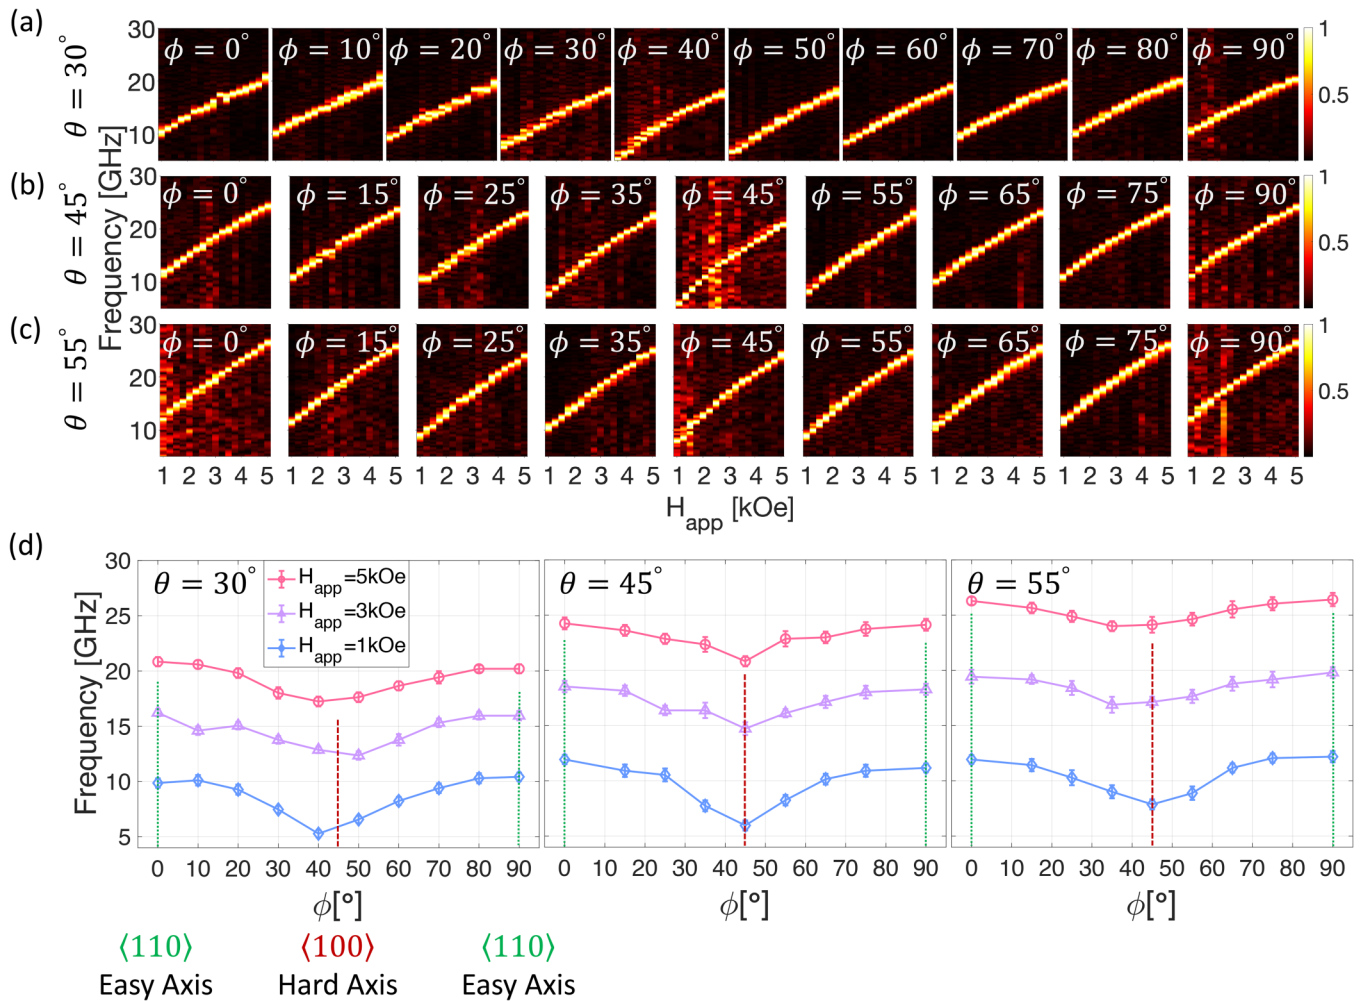 (a)
θ = 30°
ϕ = 0° ϕ = 10° ϕ = 20° ϕ = 30° ϕ = 40° ϕ = 50° ϕ = 60° ϕ = 70° ϕ = 80° ϕ = 90°
30
20
10
1
0.5
(b)
θ = 45°
ϕ = 0° ϕ = 15° ϕ = 25° ϕ = 35° ϕ = 45° ϕ = 55° ϕ = 65° ϕ = 75° ϕ = 90°
30
20
10
1
0.5
Frequency [GHz]
(c)
θ = 55°
ϕ = 0° ϕ = 15° ϕ = 25° ϕ = 35° ϕ = 45° ϕ = 55° ϕ = 65° ϕ = 75° ϕ = 90°
30
20
10
1
0.5
1 2 3 4 5 1 2 3 4 5 1 2 3 4 5 1 2 3 4 5 1 2 3 4 5 1 2 3 4 5 1 2 3 4 5 1 2 3 4 5 1 2 3 4 5
H_app [kOe]
(d)
Frequency [GHz]
30
25
20
15
10
5
θ = 30°
H_app=5kOe
H_app=3kOe
H_app=1kOe
θ = 45°
θ = 55°
0 10 20 30 40 50 60 70 80 90 0 10 20 30 40 50 60 70 80 90 0 10 20 30 40 50 60 70 80 90
ϕ[°] ϕ[°] ϕ[°]
⟨110⟩ ⟨100⟩ ⟨110⟩
Easy Axis Hard Axis Easy Axis